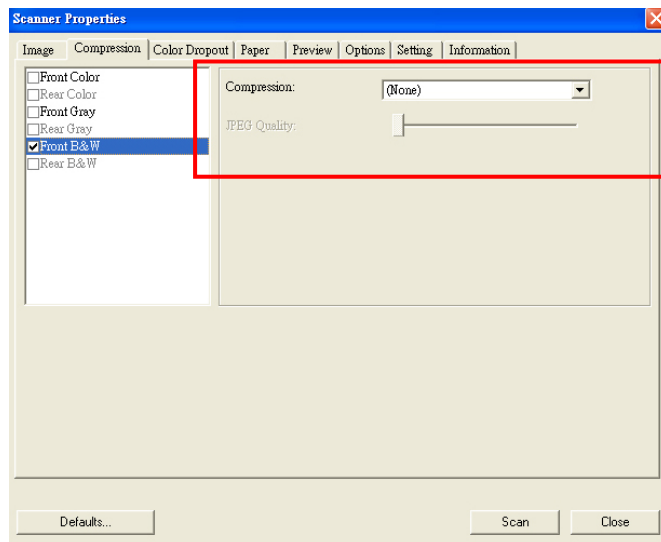 Scanner Properties
Image Compression Color Dropout Paper Preview Options Setting Information
Front Color
Rear Color
Front Gray
Rear Gray
Front B&W
Rear B&W
Compression: (None)
JPEG Quality:
Defaults... Scan Close